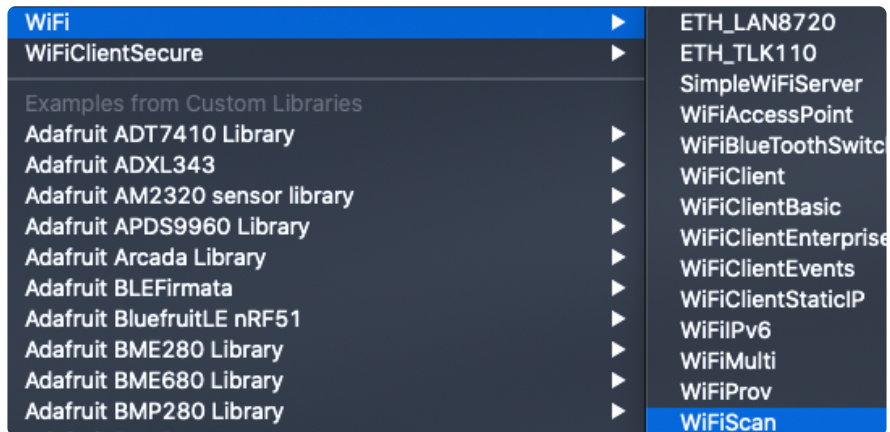 WiFi
WiFiClientSecure
Examples from Custom Libraries
Adafruit ADT7410 Library
Adafruit ADXL343
Adafruit AM2320 sensor library
Adafruit APDS9960 Library
Adafruit Arcada Library
Adafruit BLEFirmata
Adafruit BluefruitLE nRF51
Adafruit BME280 Library
Adafruit BME680 Library
Adafruit BMP280 Library
ETH_LAN8720
ETH_TLK110
SimpleWiFiServer
WiFiAccessPoint
WiFiBlueToothSwitc
WiFiClient
WiFiClientBasic
WiFiClientEnterprise
WiFiClientEvents
WiFiClientStaticIP
WiFiIPv6
WiFiMulti
WiFiProv
WiFiScan